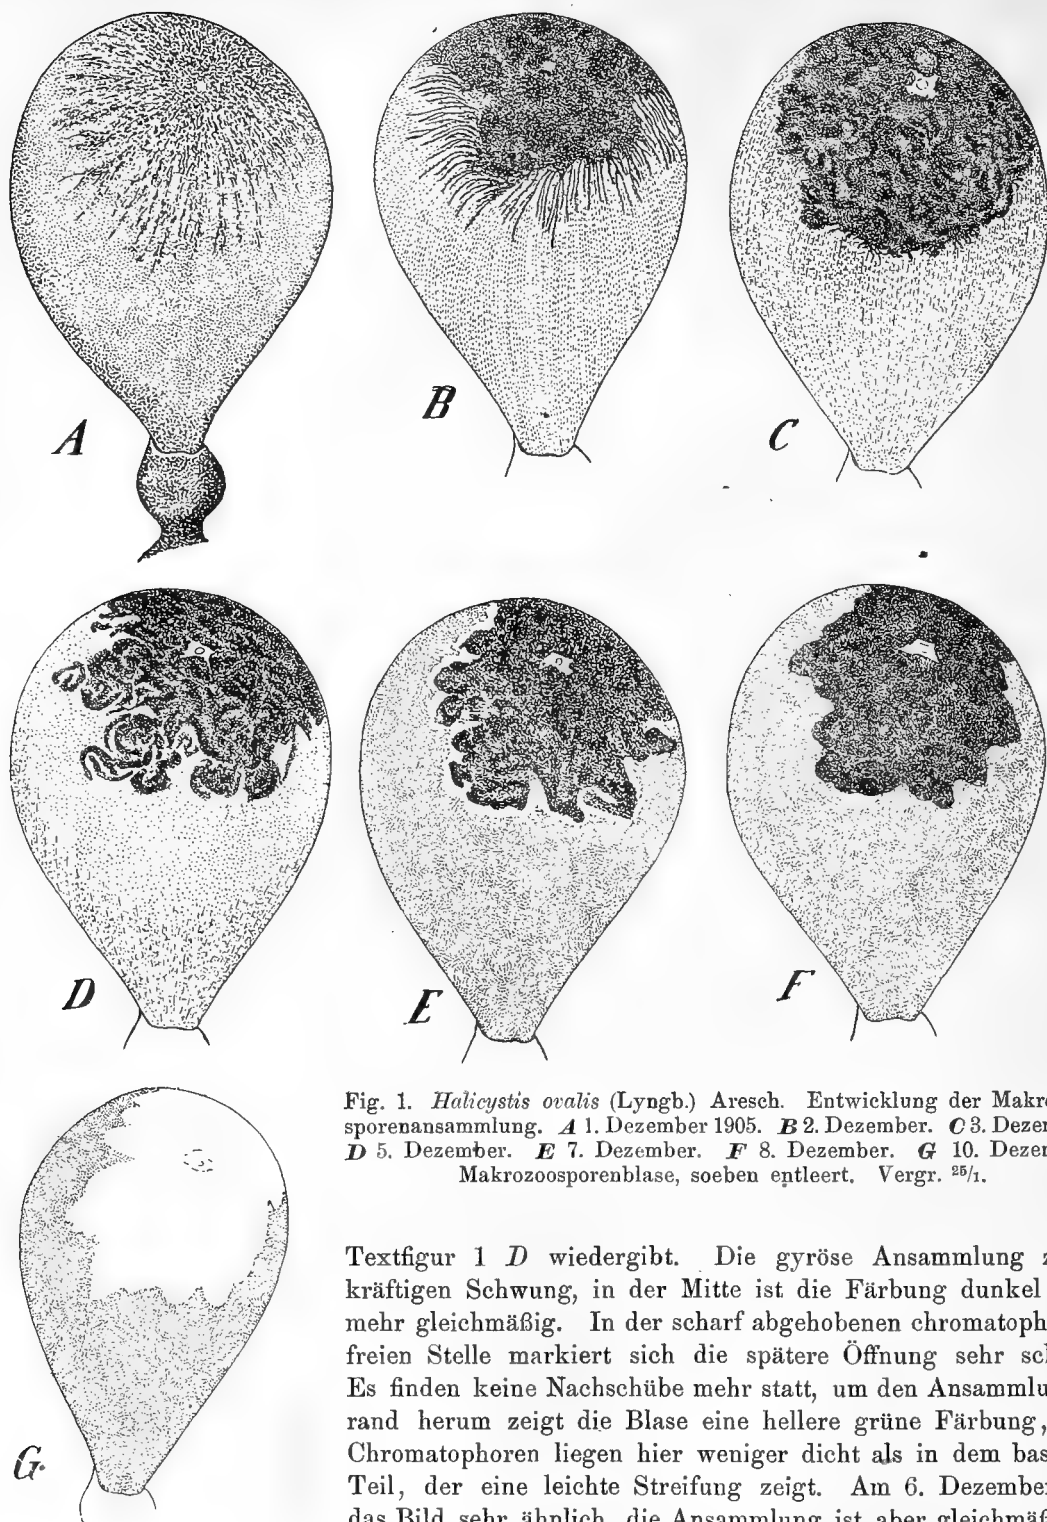 A
B
C
D
E
F
Fig. 1. Halicystis ovalis (Lyngb.) Aresch. Entwicklung der Makro
sporenansammlung. A 1. Dezember 1905. B 2. Dezember. C 3. Dezem
D 5. Dezember. E 7. Dezember. F 8. Dezember. G 10. Dezem
Makrozoosporenblase, soeben entleert. Vergr. 25/1.
G
Textfigur 1 D wiedergibt. Die gyröse Ansammlung z
kräftigen Schwung, in der Mitte ist die Färbung dunkel
mehr gleichmäßig. In der scharf abgehobenen chromatoph
freien Stelle markiert sich die spätere Öffnung sehr sch
Es finden keine Nachschübe mehr statt, um den Ansammlu
rand herum zeigt die Blase eine hellere grüne Färbung,
Chromatophoren liegen hier weniger dicht als in dem bas
Teil, der eine leichte Streifung zeigt. Am 6. Dezember
das Bild sehr ähnlich, die Ansammlung ist aber gleichmäß